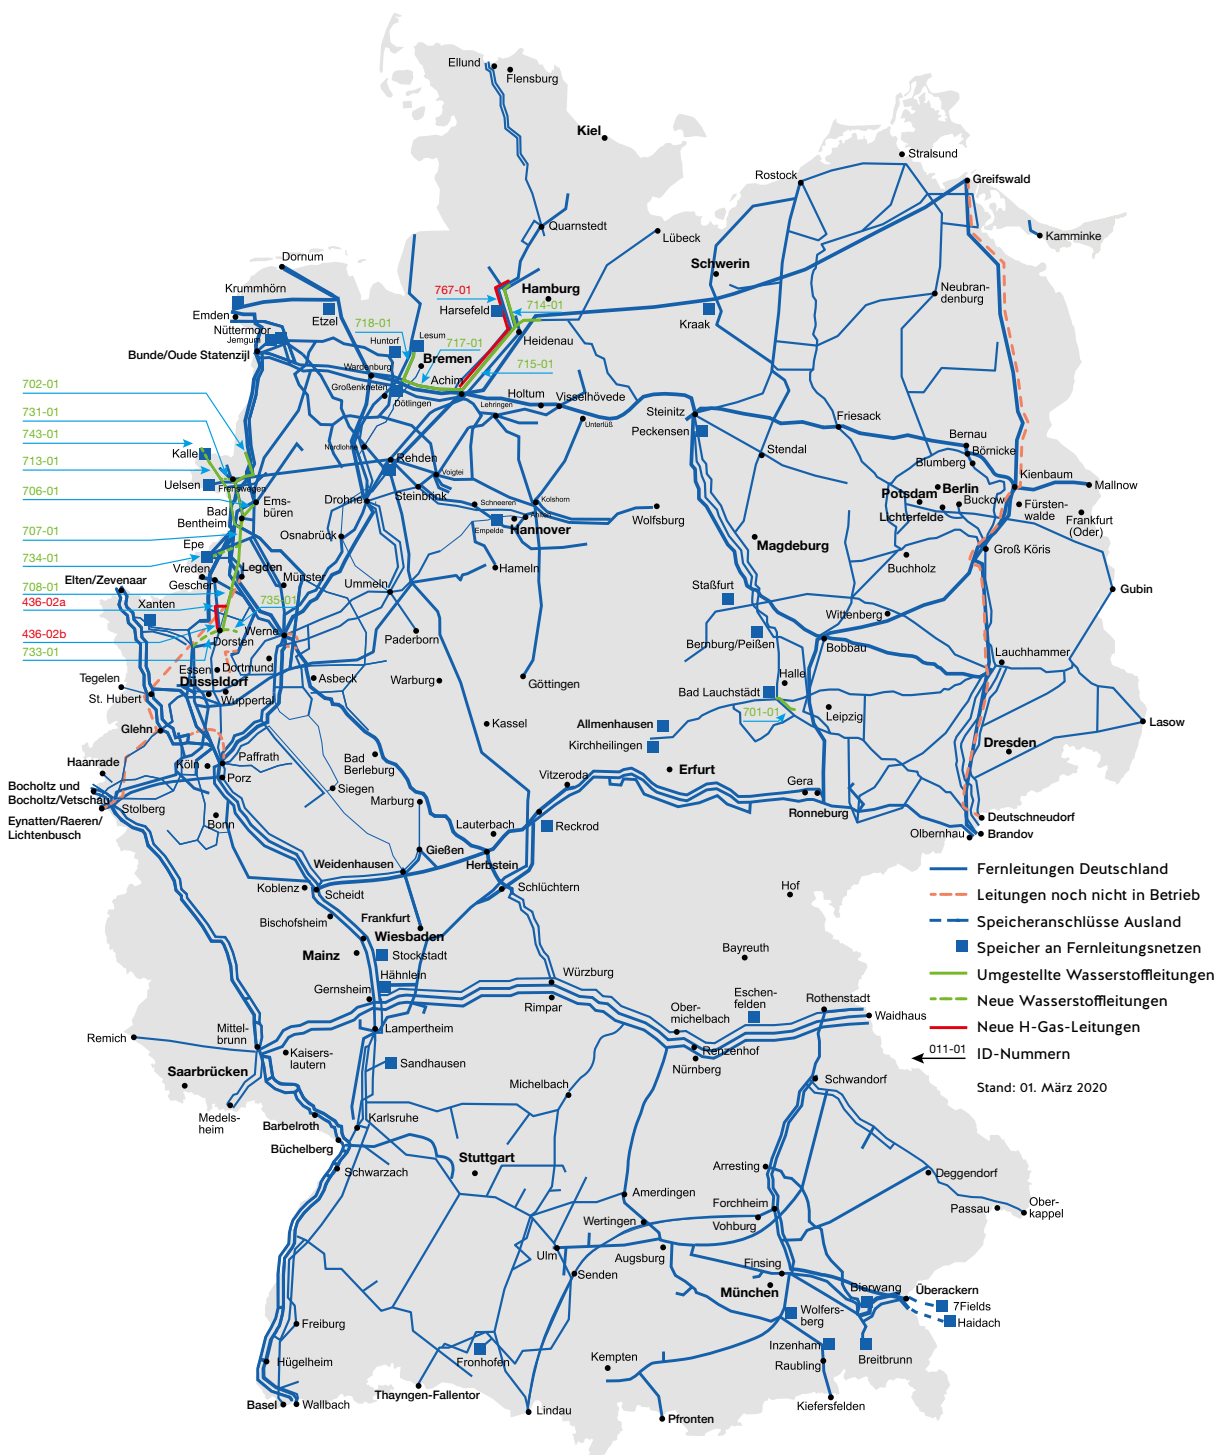 Ellund
Flensburg
Kiel
Stralsund
Rostock
Greifswald
Quarnstedt
Lübeck
Kamminke
Dornum
Schwerin
Krummhörn
767-01
Hamburg
Neubran-
denburg
Emden
Etzel
Harsefeld
714-01
Kraak
Nüttermoor
Jemgum
718-01
Huntorf
Lesum
717-01
Heidenau
Bunde/Oude Statenzijl
Bremen
Wardenburg
715-01
702-01
Großenkneten
Achim
Dötlingen
Holtum
Visselhövede
Lehringen
Steinitz
731-01
Unterlüß
Friesack
743-01
Peckensen
Bernau
Kalle
Nordlohne
Stendal
Börnicke
713-01
Rehden
Blumberg
Voigtei
Kienbaum
Uelsen
Frenswegen
Steinbrink
Berlin
Mallnow
706-01
Ems-
büren
Drohne
Schneeren
Kolshorn
Potsdam
Buckow
Fürsten-
walde
Bad
Bentheim
Ahlten
Wolfsburg
Lichterfelde
Frankfurt
(Oder)
707-01
Empelde
Hannover
Osnabrück
Magdeburg
Epe
Groß Köris
734-01
Buchholz
Vreden
Legden
Hameln
Elten/Zevenaar
Gescher
Münster
Ummeln
Staßfurt
Gubin
708-01
436-02a
Xanten
735-01
Wittenberg
436-02b
Werne
Dorsten
Paderborn
Bernburg/Peißen
Bobbau
733-01
Lauchhammer
Essen
Dortmund
Halle
Tegelen
Düsseldorf
Asbeck
Warburg
Göttingen
St. Hubert
Wuppertal
Bad Lauchstädt
701-01
Leipzig
Glehn
Kassel
Allmenhausen
Lasow
Kirchheilingen
Dresden
Haanrade
Köln
Paffrath
Bad
Berleburg
Erfurt
Porz
Vitzeroda
Gera
Bocholtz und
Bocholtz/Vetschau
Siegen
Marburg
Stolberg
Ronneburg
Eynatten/Raeren/
Lichtenbusch
Bonn
Lauterbach
Reckrod
Deutschneudorf
Olbernhau
Brandov
Gießen
Weidenhausen
Herbstein
Fernleitungen Deutschland
Koblenz
Scheidt
Schlüchtern
Hof
Leitungen noch nicht in Betrieb
Bischofsheim
Frankfurt
Speicheranschlüsse Ausland
Wiesbaden
Mainz
Stockstadt
Bayreuth
Speicher an Fernleitungsnetzen
Hähnlein
Würzburg
Umgestellte Wasserstoffleitungen
Gernsheim
Eschen-
felden
Rimpar
Ober-
michelbach
Rothenstadt
Neue Wasserstoffleitungen
Waidhaus
Lampertheim
Neue H-Gas-Leitungen
Remich
Mittel-
brunn
Kaisers-
lautern
Renzenhof
011-01
ID-Nummern
Sandhausen
Nürnberg
Saarbrücken
Michelbach
Schwandorf
Stand: 01. März 2020
Medels-
heim
Barbelroth
Karlsruhe
Büchelberg
Stuttgart
Schwarzach
Arresting
Deggendorf
Amerdingen
Forchheim
Passau
Ober-
kappel
Wertingen
Vohburg
Ulm
Augsburg
Senden
Finsing
München
Bierwang
Überackern
7Fields
Wolfers-
berg
Haidach
Freiburg
Inzenham
Breitbrunn
Fronhofen
Kempten
Raubling
Hügelheim
Thayngen-Fallentor
Basel
Wallbach
Lindau
Pfronten
Kiefersfelden